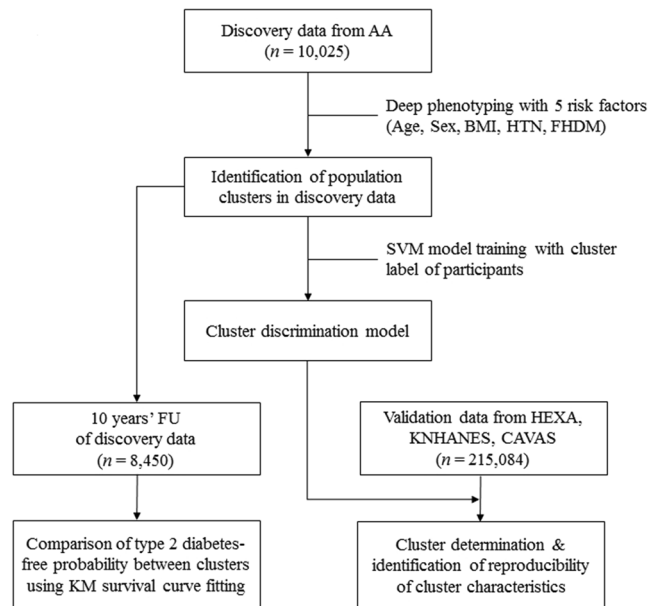 Discovery data from AA
(n = 10,025)
Deep phenotyping with 5 risk factors
(Age, Sex, BMI, HTN, FHDM)
Identification of population
clusters in discovery data
SVM model training with cluster
label of participants
Cluster discrimination model
10 years' FU
of discovery data
(n = 8,450)
Validation data from HEXA,
KNHANES, CAVAS
(n = 215,084)
Comparison of type 2 diabetes-
free probability between clusters
using KM survival curve fitting
Cluster determination &
identification of reproducibility
of cluster characteristics